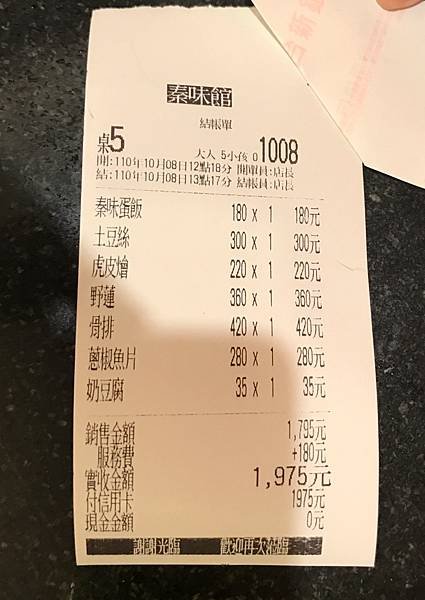 秦味館
結帳單
桌5 大人 5小孩 0 1008
開:110年10月08日12點18分 開單員:店長
結:110年10月08日13點17分 結帳員:店長
秦味蛋飯 180 x 1 180元
土豆絲 300 x 1 300元
虎皮燴 220 x 1 220元
野蓮 360 x 1 360元
骨排 420 x 1 420元
蔥椒魚片 280 x 1 280元
奶豆腐 35 x 1 35元
銷售金額 1,795元
服務費 +180元
實收金額 1,975元
付信用卡 1975元
現金金額 0元
謝謝光臨 歡迎再次蒞臨